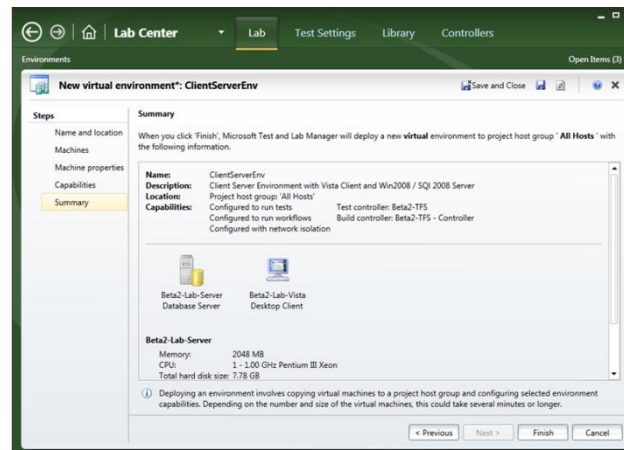 Lab Center
Lab
Test Settings
Library
Controllers
Environments
Open Items (3)
New virtual environment*: ClientServerEnv
Save and Close
Steps
Name and location
Machines
Machine properties
Capabilities
Summary
Summary
When you click 'Finish', Microsoft Test and Lab Manager will deploy a new virtual environment to project host group ' All Hosts ' with
the following information.
Name: ClientServerEnv
Description: Client Server Environment with Vista Client and Win2008 / SQl 2008 Server
Location: Project host group: 'All Hosts'
Capabilities: Configured to run tests Test controller: Beta2-TFS
Configured to run workflows Build controller: Beta2-TFS - Controller
Configured with network isolation
Beta2-Lab-Server
Database Server
Beta2-Lab-Vista
Desktop Client
Beta2-Lab-Server
Memory: 2048 MB
CPU: 1 - 1.00 GHz Pentium III Xeon
Total hard disk size: 7.78 GB
Deploying an environment involves copying virtual machines to a project host group and configuring selected environment
capabilities. Depending on the number and size of the virtual machines, this could take several minutes or longer.
< Previous
Next >
Finish
Cancel